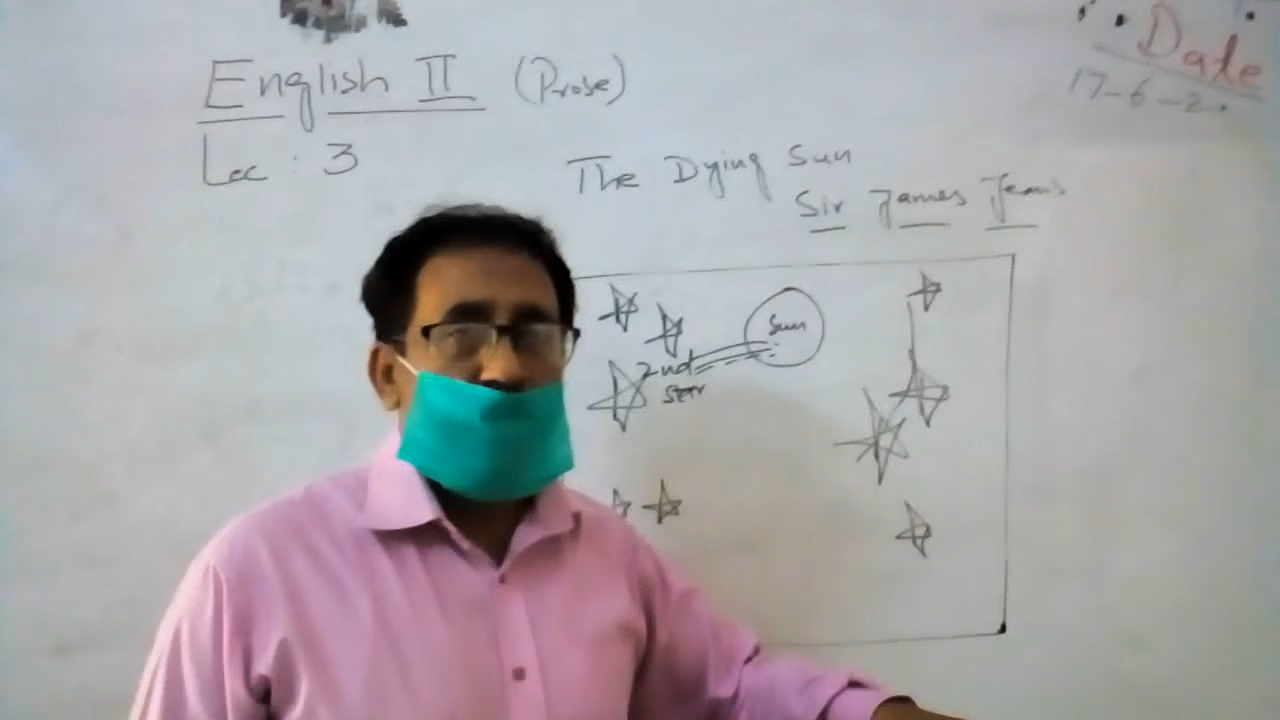 English II (Prose)
Date
17-6-2
Lec : 3
The Dying Sun
Sir James Jeans
Sun
2nd
star